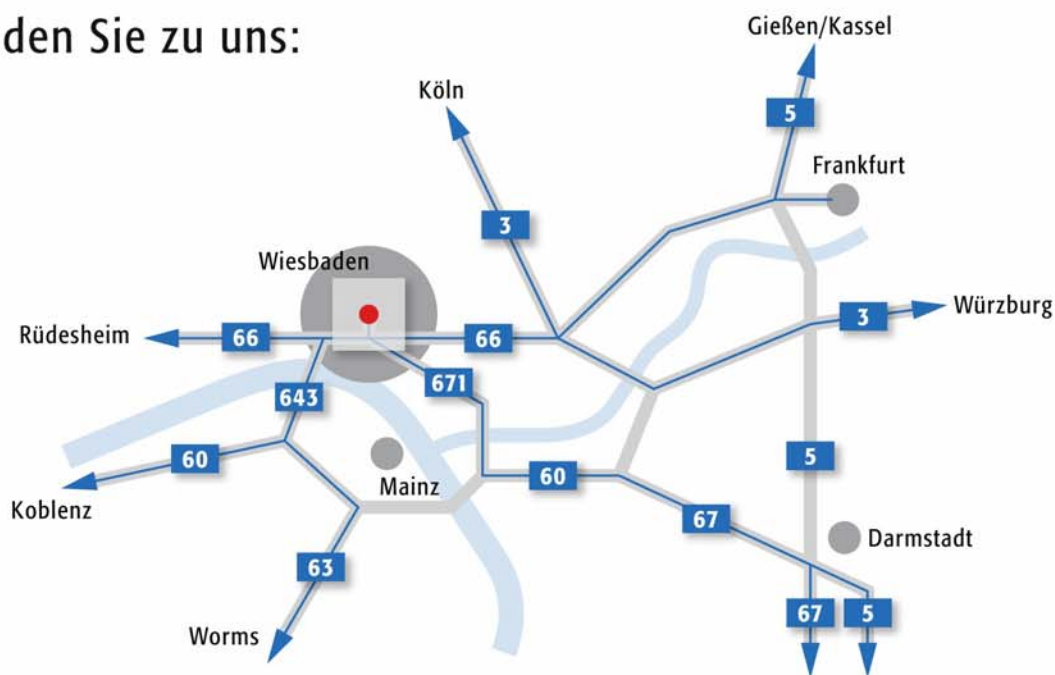 den Sie zu uns:
Gießen/Kassel
Köln
5
Frankfurt
3
Wiesbaden
Würzburg
3
Rüdesheim
66
66
671
643
60
5
Mainz
60
Koblenz
67
Darmstadt
63
67
5
Worms